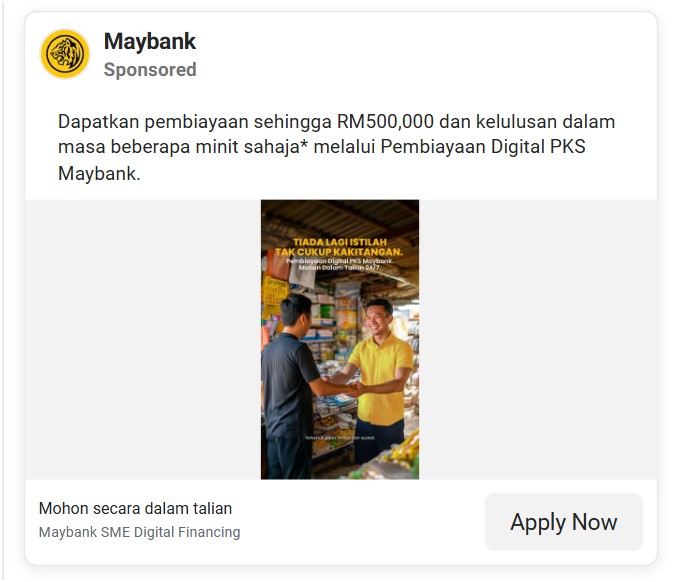 Maybank
Sponsored
Dapatkan pembiayaan sehingga RM500,000 dan kelulusan dalam
masa beberapa minit sahaja* melalui Pembiayaan Digital PKS
Maybank.
TIADA LAGI ISTILAH
TAK CUKUP KAKITANGAN.
Pembiayaan Digital PKS Maybank.
Mohon Dalam Talian 24/7.
Mohon secara dalam talian
Maybank SME Digital Financing
Apply Now